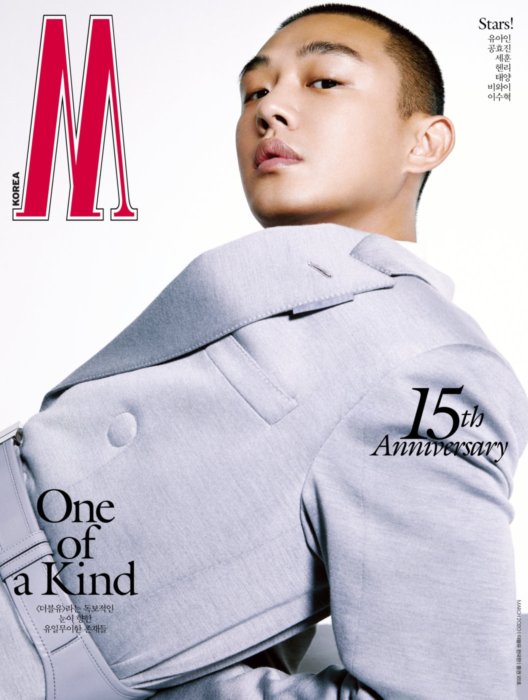 W
KOREA
Stars!
유아인
공효진
세훈
헨리
태양
비와이
이수혁
15th
Anniversary
One
of
a Kind
〈더블유〉라는 독보적인
눈이 향한
유일무이한 존재들